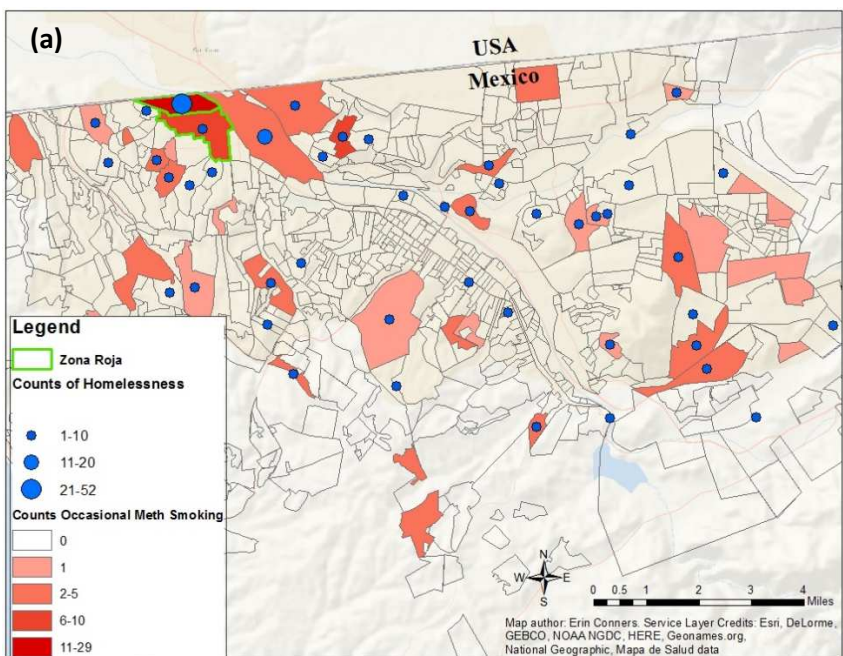 (a)
USA
Mexico
Legend
Zona Roja
Counts of Homelessness
1-10
11-20
21-52
Counts Occasional Meth Smoking
0
1
2-5
6-10
11-29
N
W E
S
0 0.5 1 2 3 4
Miles
Map author: Erin Conners. Service Layer Credits: Esri, DeLorme,
GEBCO, NOAA NGDC, HERE, Geonames.org,
National Geographic, Mapa de Salud data